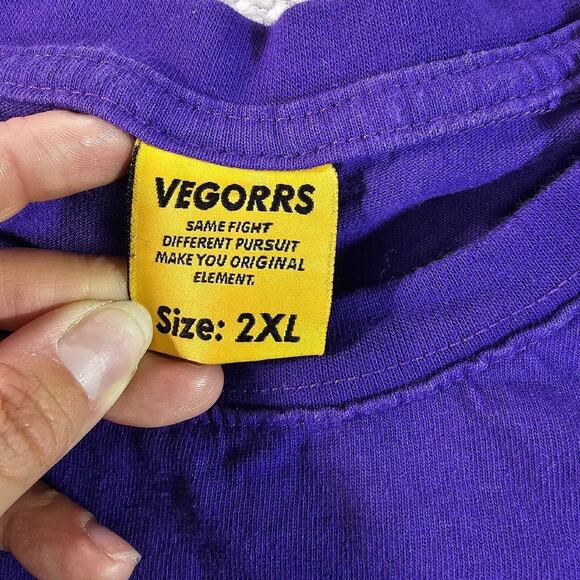 VEGORRS
SAME FIGHT
DIFFERENT PURSUIT
MAKE YOU ORIGINAL
ELEMENT.
Size: 2XL